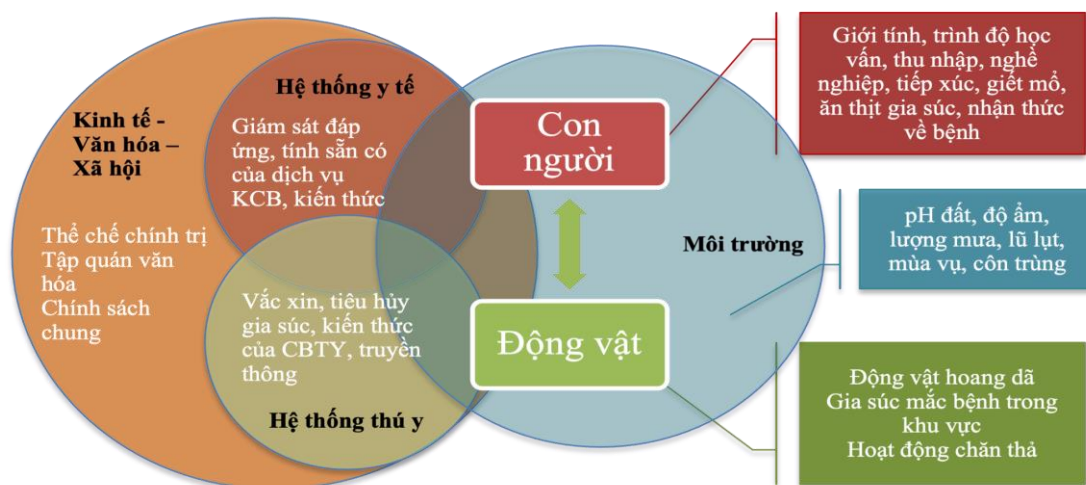 Kinh tế -
Văn hóa –
Xã hội
Thể chế chính trị
Tập quán văn
hóa
Chính sách
chung
Hệ thống y tế
Giám sát đáp
ứng, tính sẵn có
của dịch vụ
KCB, kiến thức
Vắc xin, tiêu hủy
gia súc, kiến thức
của CBTY, truyền
thông
Hệ thống thú y
Con
người
Động vật
Môi trường
Giới tính, trình độ học
vấn, thu nhập, nghề
nghiệp, tiếp xúc, giết mổ,
ăn thịt gia súc, nhận thức
về bệnh
pH đất, độ ẩm,
lượng mưa, lũ lụt,
mùa vụ, côn trùng
Động vật hoang dã
Gia súc mắc bệnh trong
khu vực
Hoạt động chăn thả